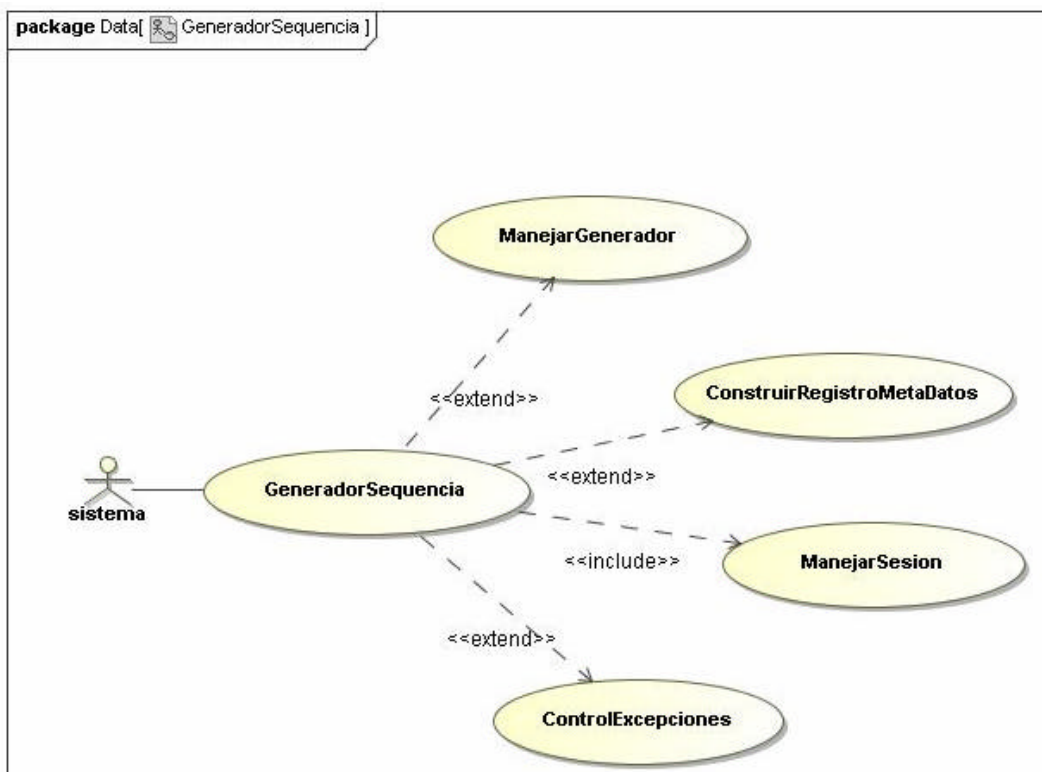 package Data[ GeneradorSequencia ]
ManejarGenerador
<<extend>>
ConstruirRegistroMetaDatos
<<extend>>
GeneradorSequencia
sistema
<<include>>
ManejarSesion
<<extend>>
ControlExcepciones